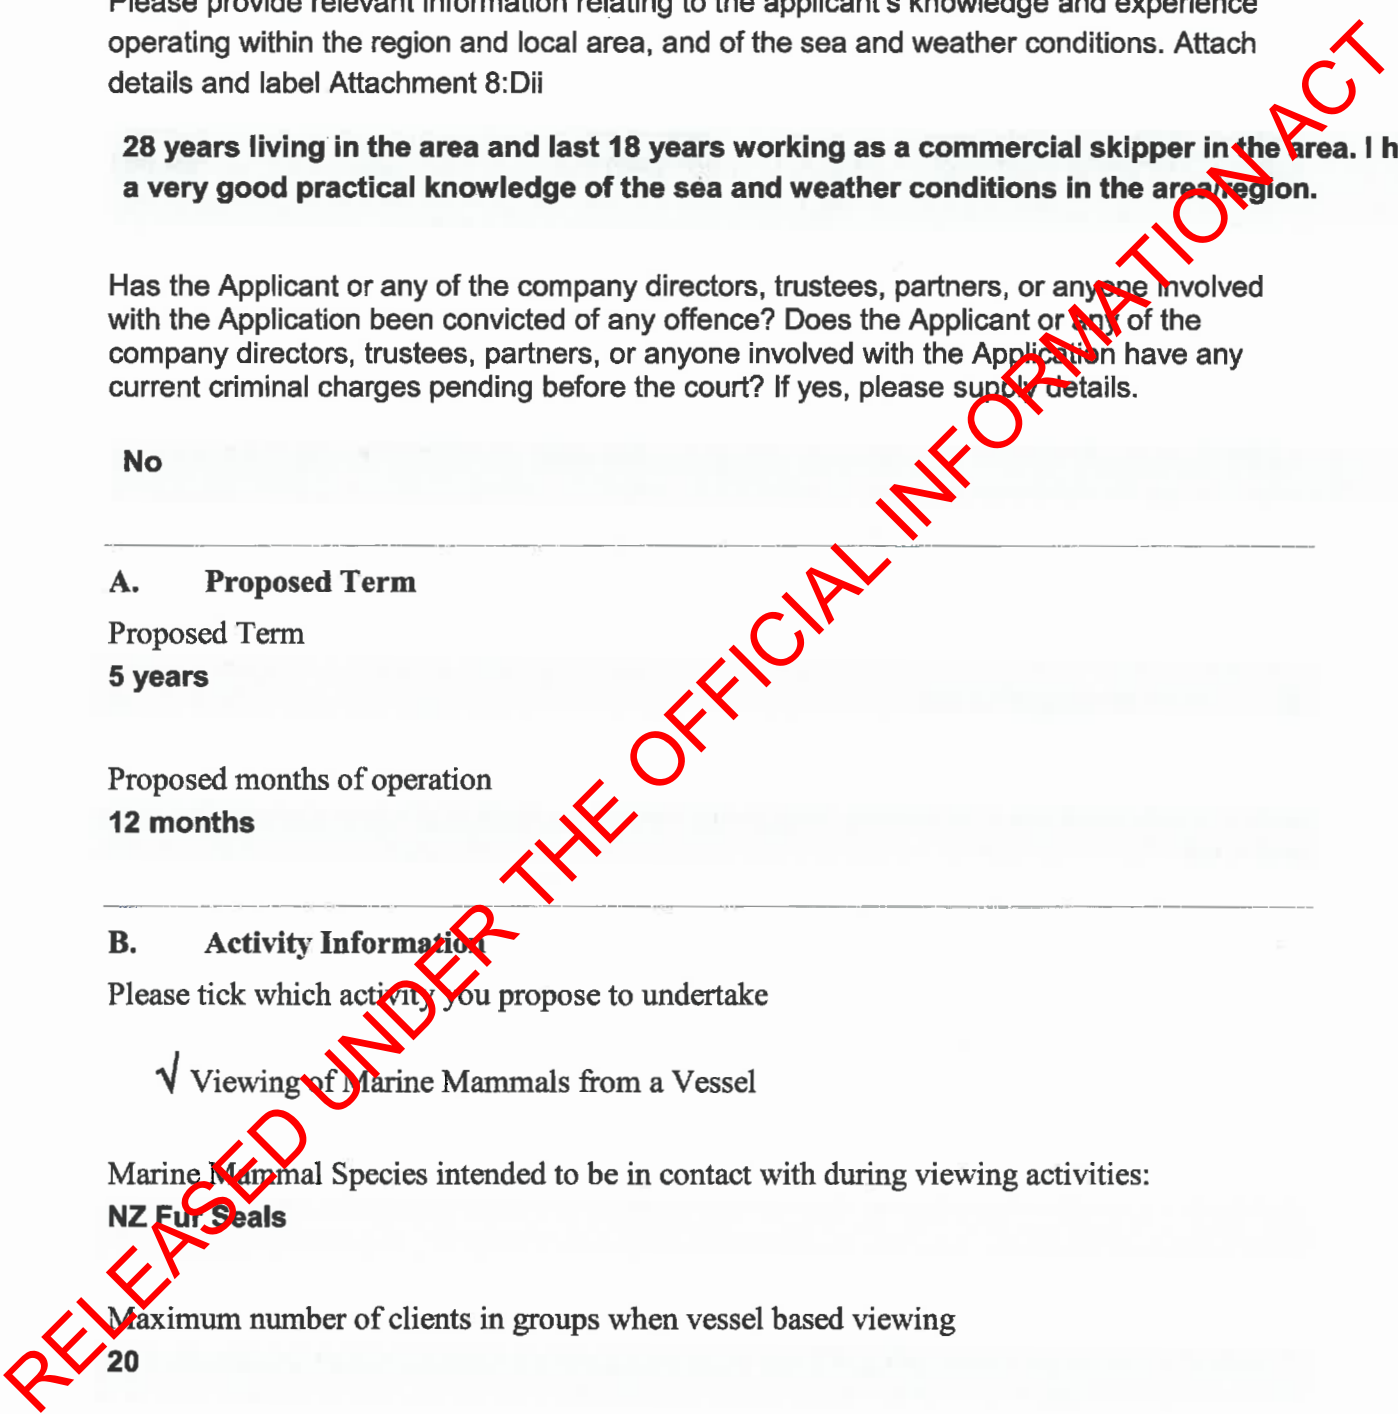 Please provide relevant information relating to the applicant's knowledge and experience
operating within the region and local area, and of the sea and weather conditions. Attach
details and label Attachment 8:Dii
28 years living in the area and last 18 years working as a commercial skipper in the area. I h
a very good practical knowledge of the sea and weather conditions in the area/region.
Has the Applicant or any of the company directors, trustees, partners, or anyone involved
with the Application been convicted of any offence? Does the Applicant or any of the
company directors, trustees, partners, or anyone involved with the Application have any
current criminal charges pending before the court? If yes, please supply details.
No
A. Proposed Term
Proposed Term
5 years
Proposed months of operation
12 months
B. Activity Information
Please tick which activity you propose to undertake
√ Viewing of Marine Mammals from a Vessel
Marine Mammal Species intended to be in contact with during viewing activities:
NZ Fur Seals
Maximum number of clients in groups when vessel based viewing
20
RELEASED UNDER THE OFFICIAL INFORMATION ACT